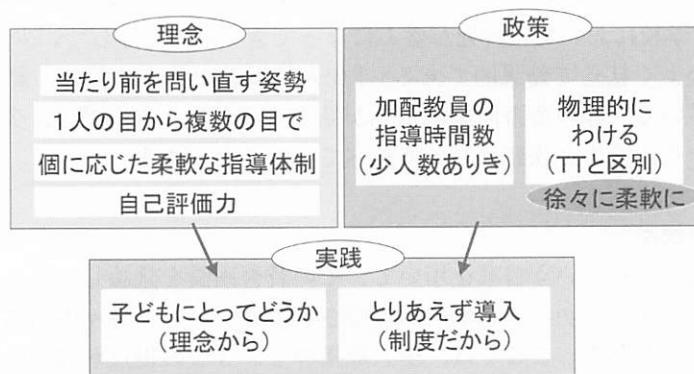 理念
当たり前を問い直す姿勢
1人の目から複数の目で
個に応じた柔軟な指導体制
自己評価力
政策
加配教員の
指導時間数
(少人数ありき)
物理的に
わける
(TTと区別)
徐々に柔軟に
実践
子どもにとってどうか
(理念から)
とりあえず導入
(制度だから)